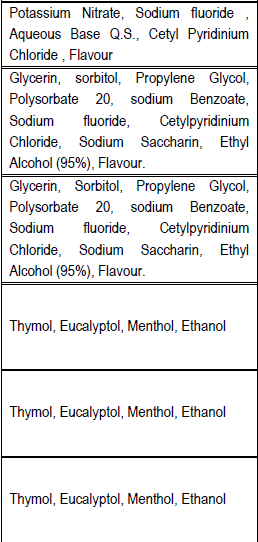 Potassium Nitrate, Sodium fluoride ,
Aqueous Base Q.S., Cetyl Pyridinium
Chloride , Flavour
Glycerin, sorbitol, Propylene Glycol,
Polysorbate 20, sodium Benzoate,
Sodium fluoride, Cetylpyridinium
Chloride, Sodium Saccharin, Ethyl
Alcohol (95%), Flavour.
Glycerin, Sorbitol, Propylene Glycol,
Polysorbate 20, sodium Benzoate,
Sodium fluoride, Cetylpyridinium
Chloride, Sodium Saccharin, Ethyl
Alcohol (95%), Flavour.
Thymol, Eucalyptol, Menthol, Ethanol
Thymol, Eucalyptol, Menthol, Ethanol
Thymol, Eucalyptol, Menthol, Ethanol